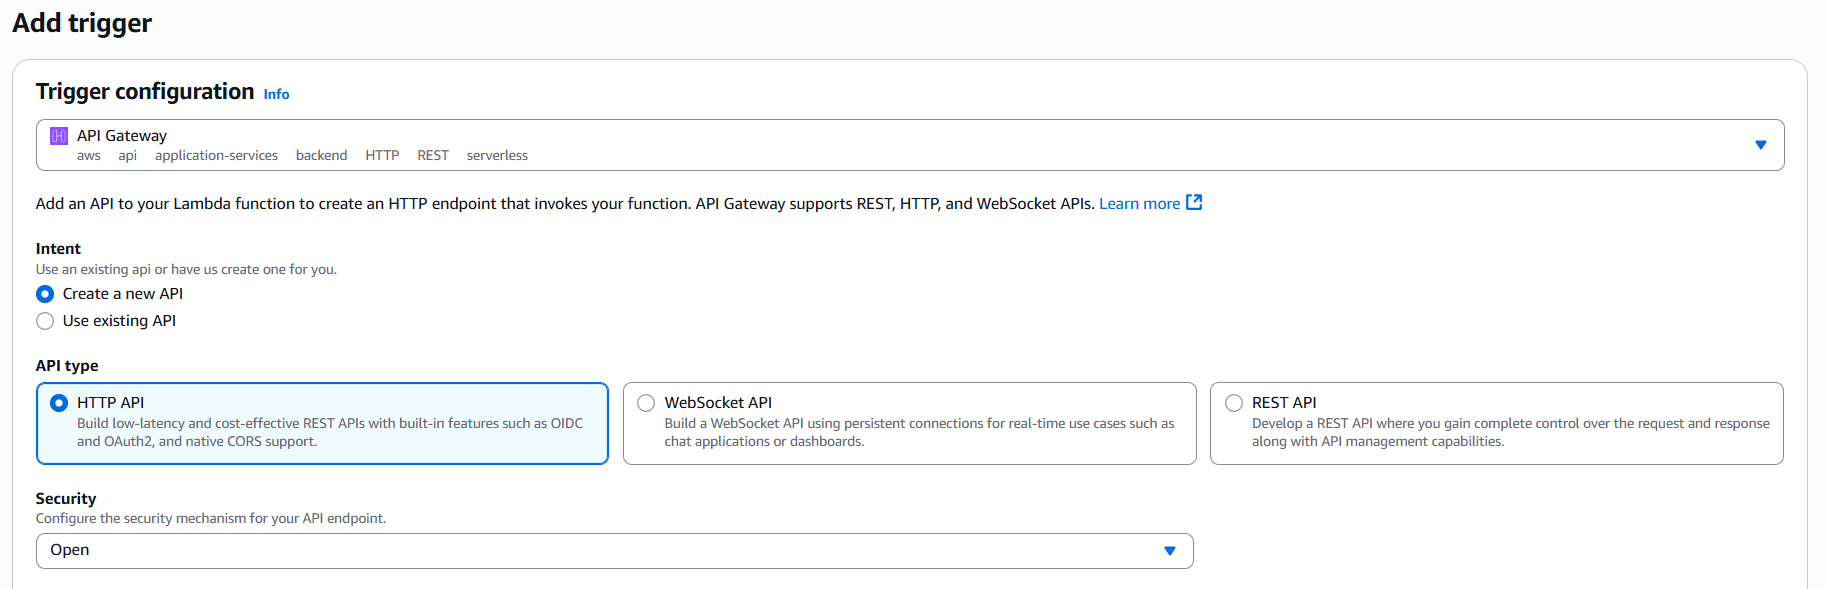 Add trigger
Trigger configuration Info
API Gateway
aws api application-services backend HTTP REST serverless
Add an API to your Lambda function to create an HTTP endpoint that invokes your function. API Gateway supports REST, HTTP, and WebSocket APIs. Learn more
Intent
Use an existing api or have us create one for you.
Create a new API
Use existing API
API type
HTTP API
Build low-latency and cost-effective REST APIs with built-in features such as OIDC
and OAuth2, and native CORS support.
WebSocket API
Build a WebSocket API using persistent connections for real-time use cases such as
chat applications or dashboards.
REST API
Develop a REST API where you gain complete control over the request and response
along with API management capabilities.
Security
Configure the security mechanism for your API endpoint.
Open